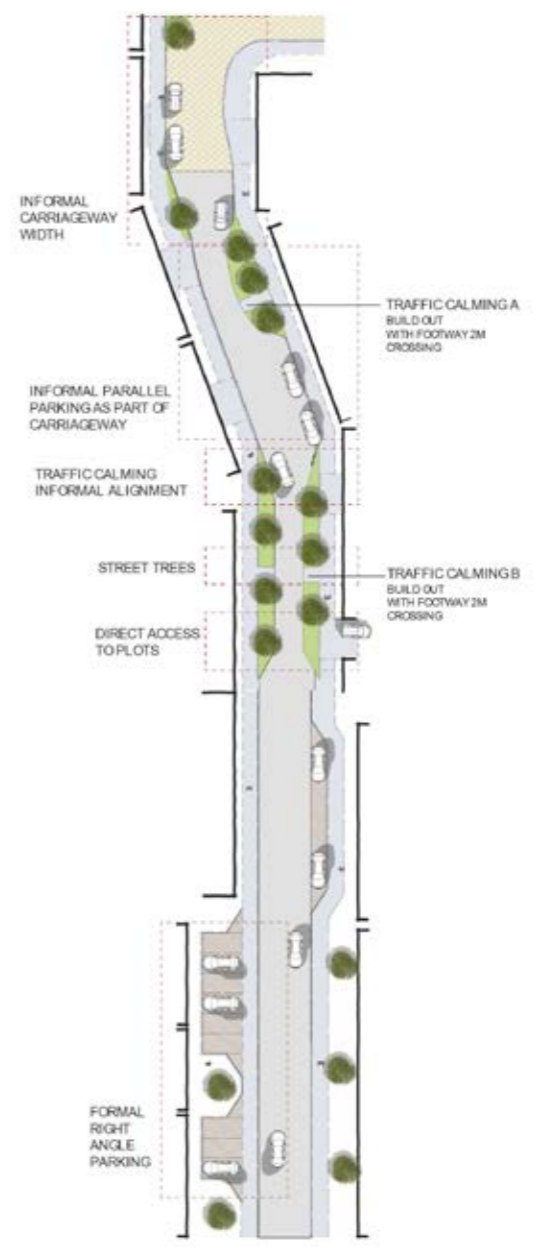 INFORMAL
CARRIAGEWAY
WIDTH
TRAFFIC CALMING A
BUILD OUT
WITH FOOTWAY 2M
CROSSING
INFORMAL PARALLEL
PARKING AS PART OF
CARRIAGEWAY
TRAFFIC CALMING
INFORMAL ALIGNMENT
STREET TREES
TRAFFIC CALMING B
BUILD OUT
WITH FOOTWAY 2M
CROSSING
DIRECT ACCESS
TO PLOTS
FORMAL
RIGHT
ANGLE
PARKING